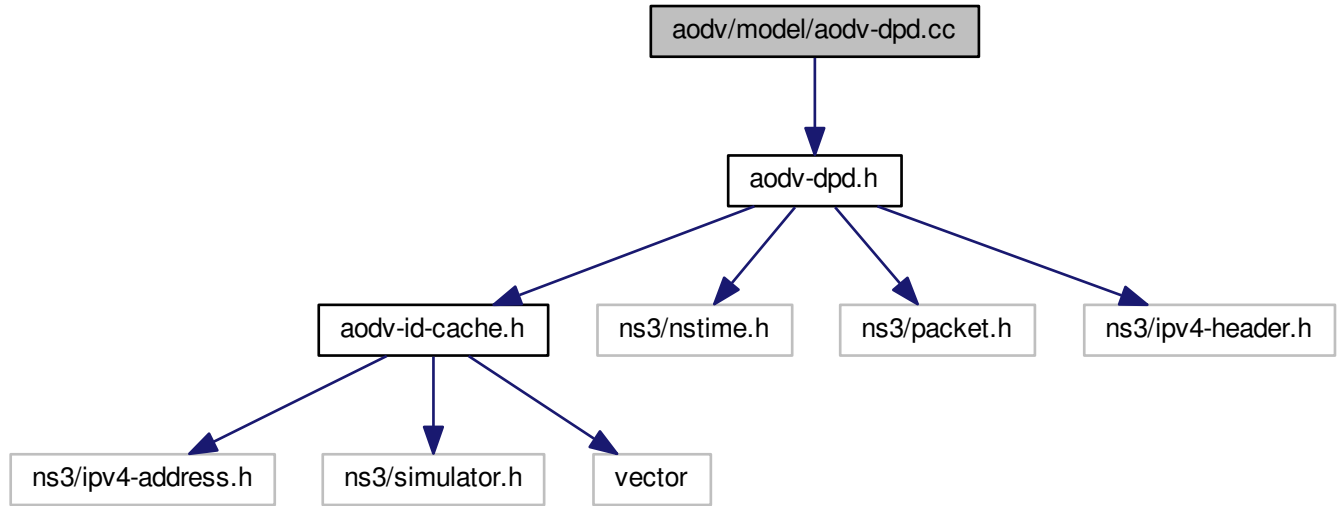 aodv/model/aodv-dpd.cc
aodv-dpd.h
aodv-id-cache.h
ns3/nstime.h
ns3/packet.h
ns3/ipv4-header.h
ns3/ipv4-address.h
ns3/simulator.h
vector